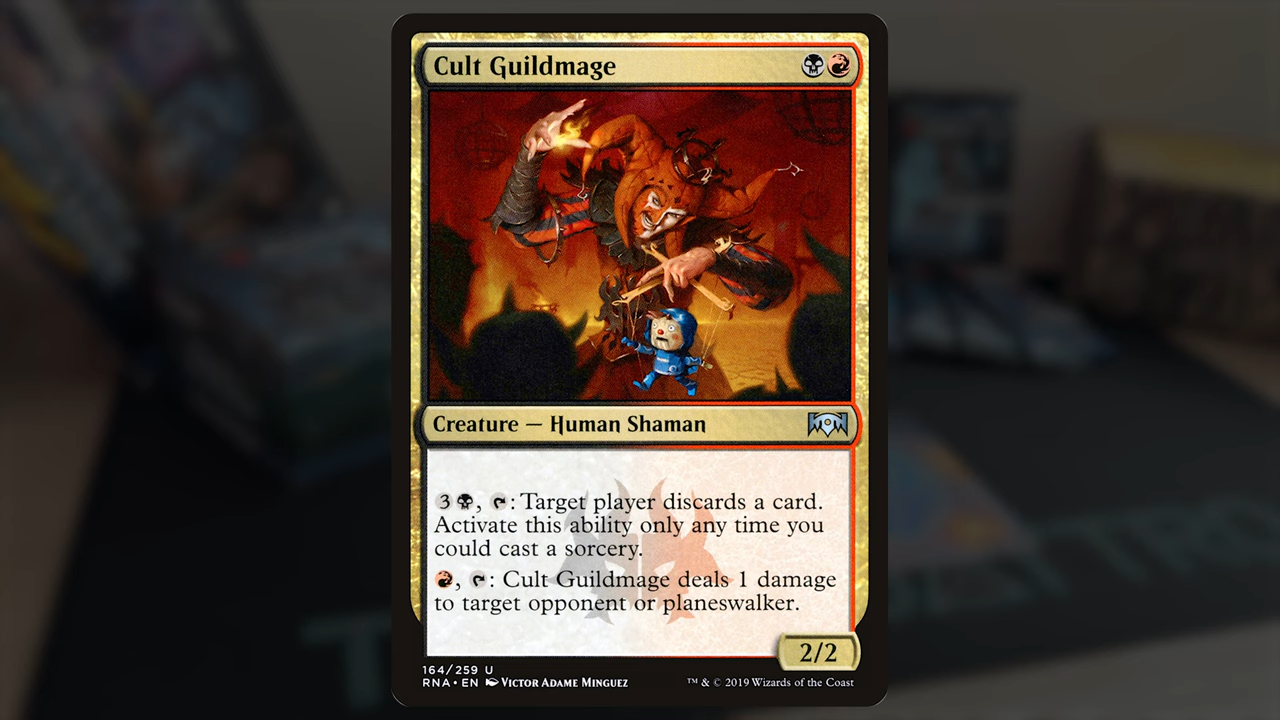 Cult Guildmage
Creature — Human Shaman
3, : Target player discards a card.
Activate this ability only any time you
could cast a sorcery.
, : Cult Guildmage deals 1 damage
to target opponent or planeswalker.
2/2
164/259 U
RNA • EN VICTOR ADAME MINGUEZ
™ & © 2019 Wizards of the Coast